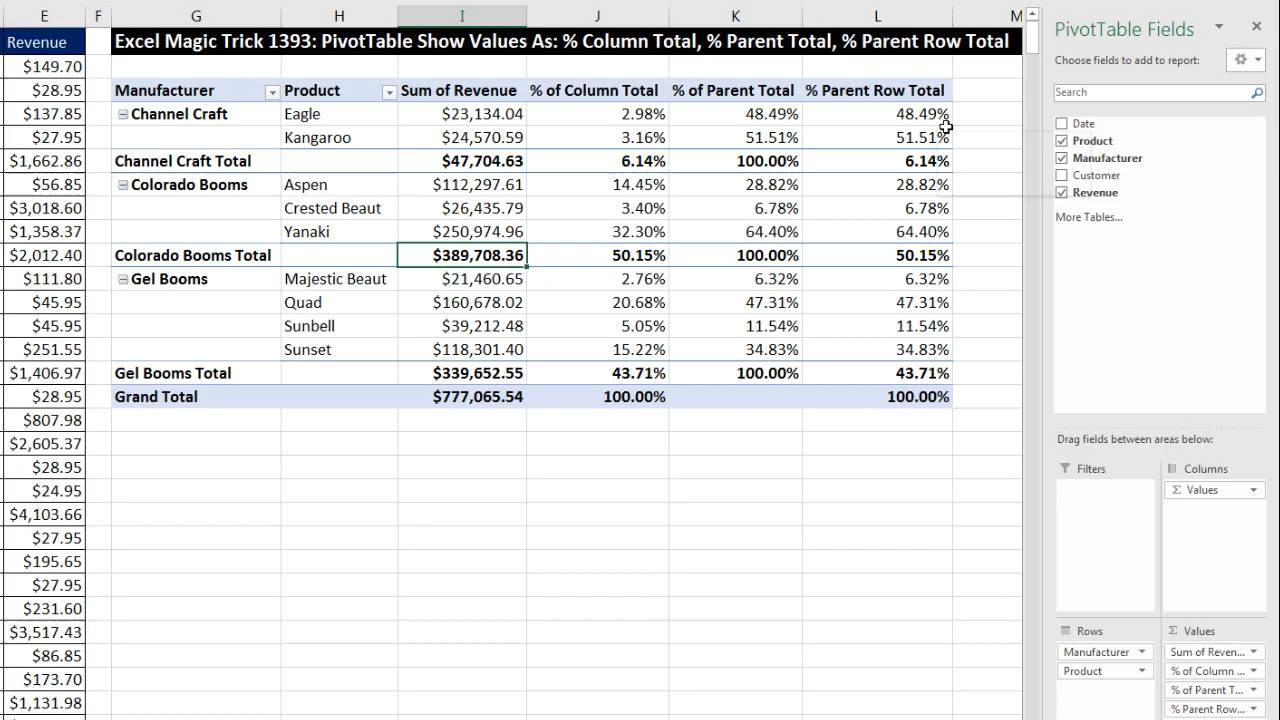 E F G H I J K L M
Revenue
Excel Magic Trick 1393: PivotTable Show Values As: % Column Total, % Parent Total, % Parent Row Total
$149.70
$28.95 Manufacturer Product Sum of Revenue % of Column Total % of Parent Total % Parent Row Total
$137.85 Channel Craft Eagle $23,134.04 2.98% 48.49% 48.49%
$27.95 Kangaroo $24,570.59 3.16% 51.51% 51.51%
$1,662.86 Channel Craft Total $47,704.63 6.14% 100.00% 6.14%
$56.85 Colorado Booms Aspen $112,297.61 14.45% 28.82% 28.82%
$3,018.60 Crested Beaut $26,435.79 3.40% 6.78% 6.78%
$1,358.37 Yanaki $250,974.96 32.30% 64.40% 64.40%
$2,012.40 Colorado Booms Total $389,708.36 50.15% 100.00% 50.15%
$111.80 Gel Booms Majestic Beaut $21,460.65 2.76% 6.32% 6.32%
$45.95 Quad $160,678.02 20.68% 47.31% 47.31%
$45.95 Sunbell $39,212.48 5.05% 11.54% 11.54%
$251.55 Sunset $118,301.40 15.22% 34.83% 34.83%
$1,406.97 Gel Booms Total $339,652.55 43.71% 100.00% 43.71%
$28.95 Grand Total $777,065.54 100.00% 100.00%
$807.98
$2,605.37
$28.95
$24.95
$4,103.66
$27.95
$195.65
$27.95
$231.60
$3,517.43
$86.85
$173.70
$1,131.98
PivotTable Fields
Choose fields to add to report:
Search
Date
Product
Manufacturer
Customer
Revenue
More Tables...
Drag fields between areas below:
Filters Columns
Σ Values
Rows Σ Values
Manufacturer Sum of Reven...
Product % of Column ...
% of Parent T...
% Parent Row...